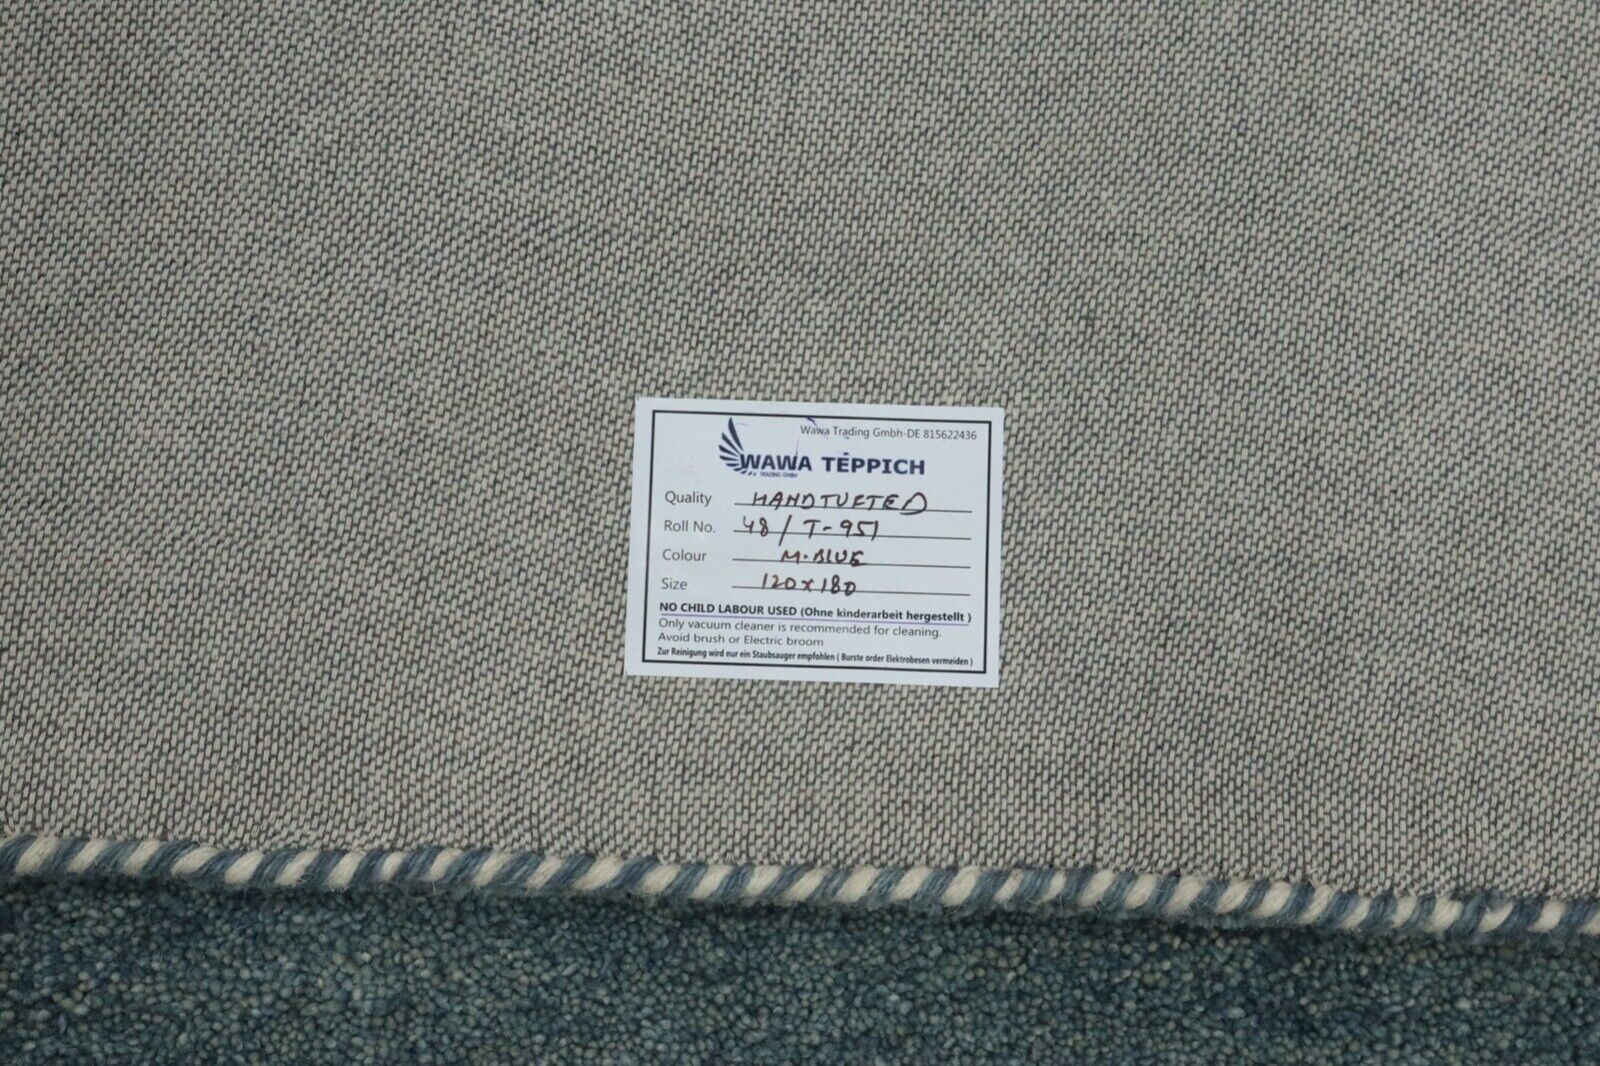 Wawa Trading Gmbh-DE 815622436
WAWA TEPPICH
TRADING GMBH
Quality HANDTUFTED
Roll No. 48/T-951
Colour M.BLUE
Size 120x180
NO CHILD LABOUR USED (Ohne kinderarbeit hergestellt )
Only vacuum cleaner is recommended for cleaning.
Avoid brush or Electric broom
Zur Reinigung wird nur ein Staubsauger empfohlen ( Burste order Elektrobesen vermeiden )